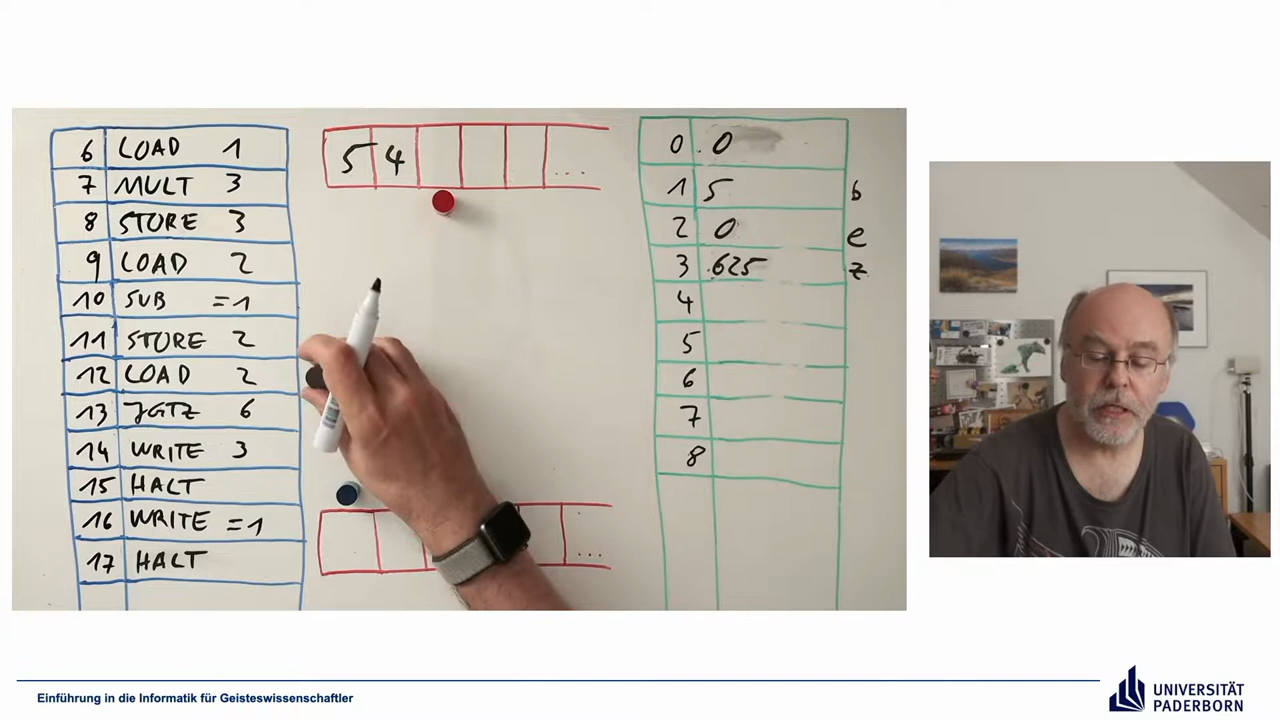 6 LOAD 1
7 MULT 3
8 STORE 3
9 LOAD 2
10 SUB =1
11 STORE 2
12 LOAD 2
13 JGTZ 6
14 WRITE 3
15 HALT
16 WRITE =1
17 HALT
5 4 ...
...
0 0
1 5 b
2 0 e
3 625 z
4
5
6
7
8
Einführung in die Informatik für Geisteswissenschaftler
UNIVERSITÄT
PADERBORN